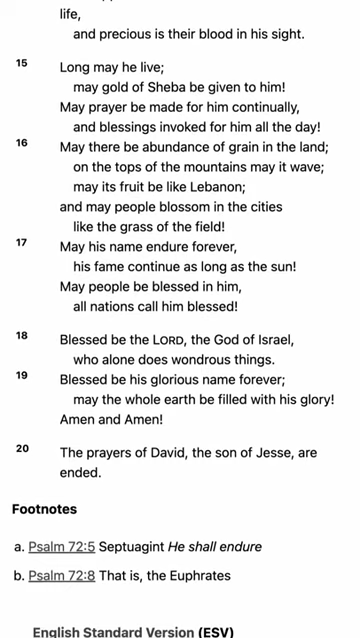 life,
and precious is their blood in his sight.
15 Long may he live;
may gold of Sheba be given to him!
May prayer be made for him continually,
and blessings invoked for him all the day!
16 May there be abundance of grain in the land;
on the tops of the mountains may it wave;
may its fruit be like Lebanon;
and may people blossom in the cities
like the grass of the field!
17 May his name endure forever,
his fame continue as long as the sun!
May people be blessed in him,
all nations call him blessed!
18 Blessed be the LORD, the God of Israel,
who alone does wondrous things.
19 Blessed be his glorious name forever;
may the whole earth be filled with his glory!
Amen and Amen!
20 The prayers of David, the son of Jesse, are
ended.
Footnotes
a. Psalm 72:5 Septuagint He shall endure
b. Psalm 72:8 That is, the Euphrates
English Standard Version (ESV)